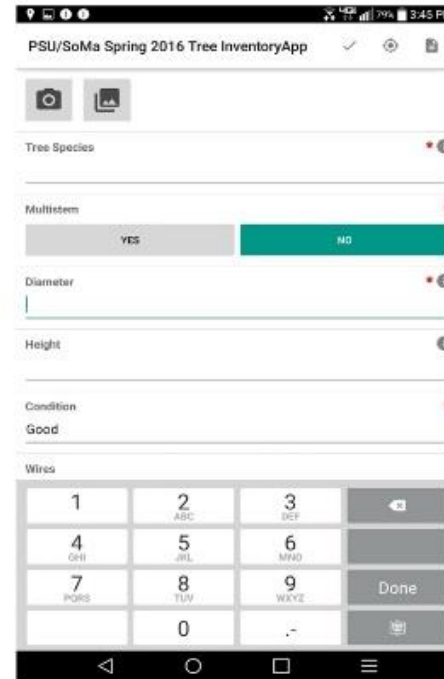 79% 3:45 P
PSU/SoMa Spring 2016 Tree InventoryApp
Tree Species *
Multistem
YES NO
Diameter *
Height
Condition
Good
Wires
1 2 ABC 3 DEF
4 GHI 5 JKL 6 MNO
7 PQRS 8 TUV 9 WXYZ Done
0 .-